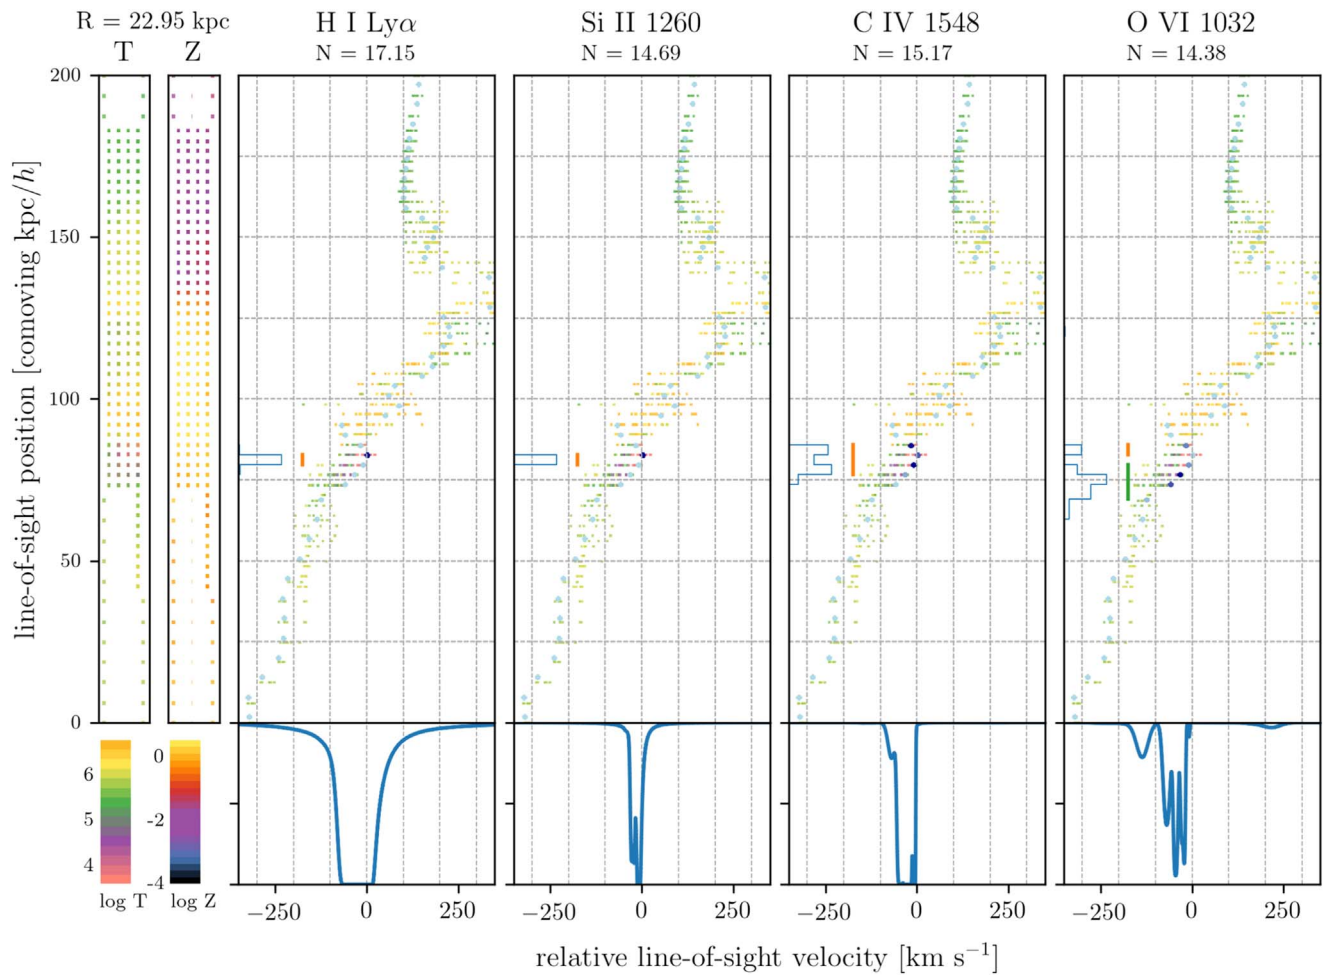 R = 22.95 kpc
T Z
H I Lyα
N = 17.15
Si II 1260
N = 14.69
C IV 1548
N = 15.17
O VI 1032
N = 14.38
line-of-sight position [comoving kpc/h]
200
150
100
50
0
6
5
4
log T
0
-2
-4
log Z
−250 0 250
−250 0 250
−250 0 250
−250 0 250
relative line-of-sight velocity [km s⁻¹]